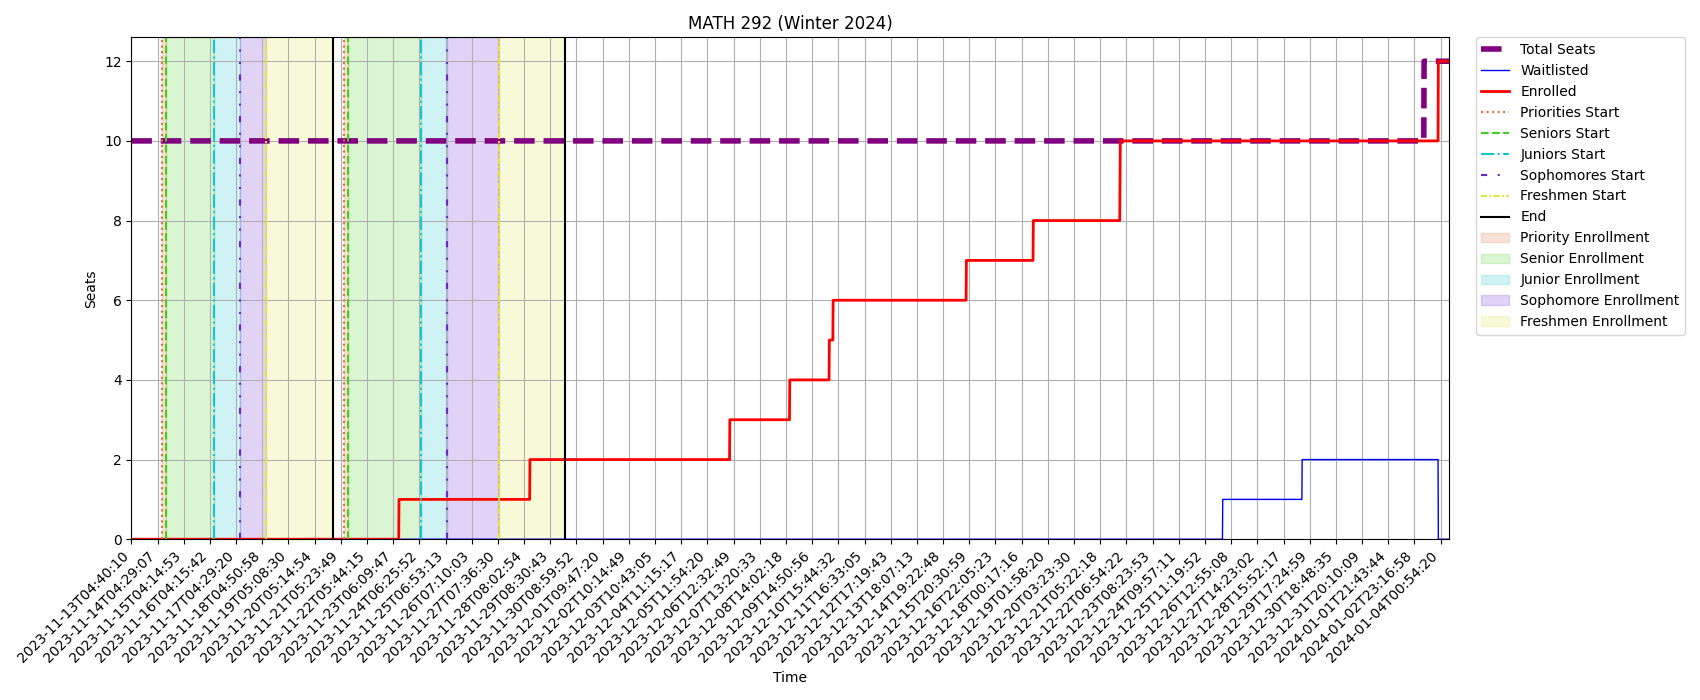 MATH 292 (Winter 2024)
Seats
12
10
8
6
4
2
0
2023-11-13T04:40:10
2023-11-14T04:29:07
2023-11-15T04:14:53
2023-11-16T04:15:42
2023-11-17T04:29:20
2023-11-18T04:50:58
2023-11-19T05:08:30
2023-11-20T05:14:54
2023-11-21T05:23:49
2023-11-22T05:44:15
2023-11-23T06:09:47
2023-11-24T06:25:52
2023-11-25T06:53:13
2023-11-26T07:10:03
2023-11-27T07:36:30
2023-11-28T08:02:54
2023-11-29T08:30:43
2023-11-30T08:59:52
2023-12-01T09:47:20
2023-12-02T10:14:49
2023-12-03T10:43:05
2023-12-04T11:15:17
2023-12-05T11:54:20
2023-12-06T12:32:49
2023-12-07T13:20:33
2023-12-08T14:02:18
2023-12-09T14:50:56
2023-12-10T15:44:32
2023-12-11T16:33:05
2023-12-12T17:19:43
2023-12-13T18:07:13
2023-12-14T19:22:48
2023-12-15T20:30:59
2023-12-16T22:05:23
2023-12-18T00:17:16
2023-12-19T01:58:20
2023-12-20T03:23:30
2023-12-21T05:22:18
2023-12-22T06:54:22
2023-12-23T08:23:53
2023-12-24T09:57:11
2023-12-25T11:19:52
2023-12-26T12:55:08
2023-12-27T14:23:02
2023-12-28T15:52:17
2023-12-29T17:24:59
2023-12-30T18:48:35
2023-12-31T20:10:09
2024-01-01T21:43:44
2024-01-02T23:16:58
2024-01-04T00:54:20
Time
Total Seats
Waitlisted
Enrolled
Priorities Start
Seniors Start
Juniors Start
Sophomores Start
Freshmen Start
End
Priority Enrollment
Senior Enrollment
Junior Enrollment
Sophomore Enrollment
Freshmen Enrollment